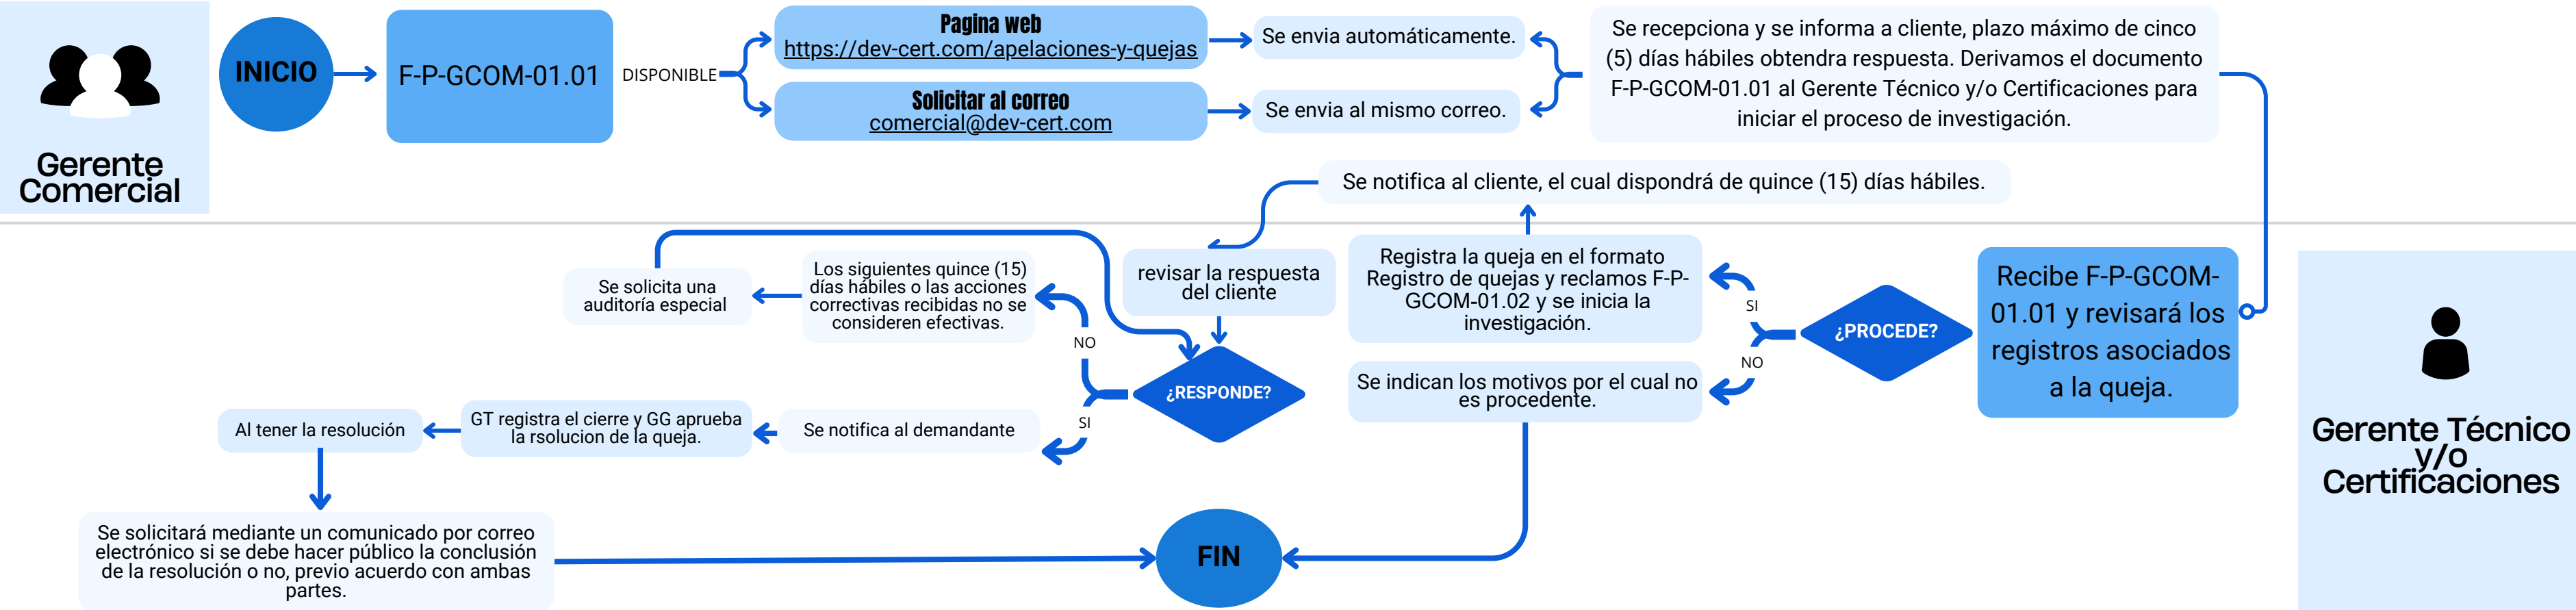 Gerente
Comercial
INICIO
F-P-GCOM-01.01
DISPONIBLE
Pagina web
https://dev-cert.com/apelaciones-y-quejas
Solicitar al correo
comercial@dev-cert.com
Se envia automáticamente.
Se envia al mismo correo.
Se recepciona y se informa a cliente, plazo máximo de cinco
(5) días hábiles obtendra respuesta. Derivamos el documento
F-P-GCOM-01.01 al Gerente Técnico y/o Certificaciones para
iniciar el proceso de investigación.
Se notifica al cliente, el cual dispondrá de quince (15) días hábiles.
Recibe F-P-GCOM-
01.01 y revisará los
registros asociados
a la queja.
Gerente Técnico
y/o
Certificaciones
¿PROCEDE?
SI
NO
Registra la queja en el formato
Registro de quejas y reclamos F-P-
GCOM-01.02 y se inicia la
investigación.
Se indican los motivos por el cual no
es procedente.
revisar la respuesta
del cliente
¿RESPONDE?
NO
SI
Los siguientes quince (15)
días hábiles o las acciones
correctivas recibidas no se
consideren efectivas.
Se solicita una
auditoría especial
Se notifica al demandante
GT registra el cierre y GG aprueba
la rsolucion de la queja.
Al tener la resolución
Se solicitará mediante un comunicado por correo
electrónico si se debe hacer público la conclusión
de la resolución o no, previo acuerdo con ambas
partes.
FIN